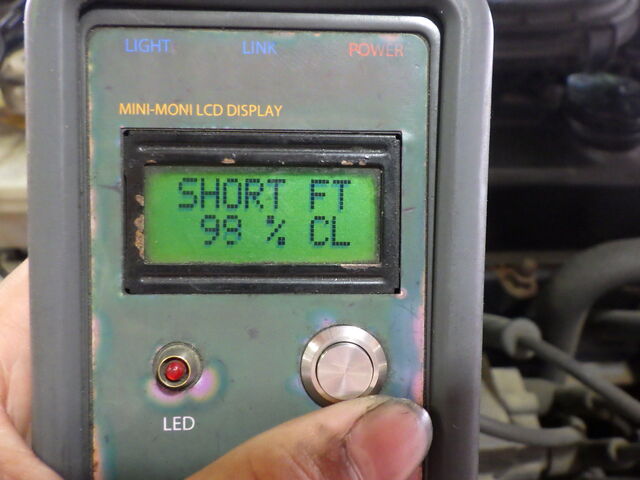 LIGHT LINK POWER
MINI-MONI LCD DISPLAY
SHORT FT
98 % CL
LED